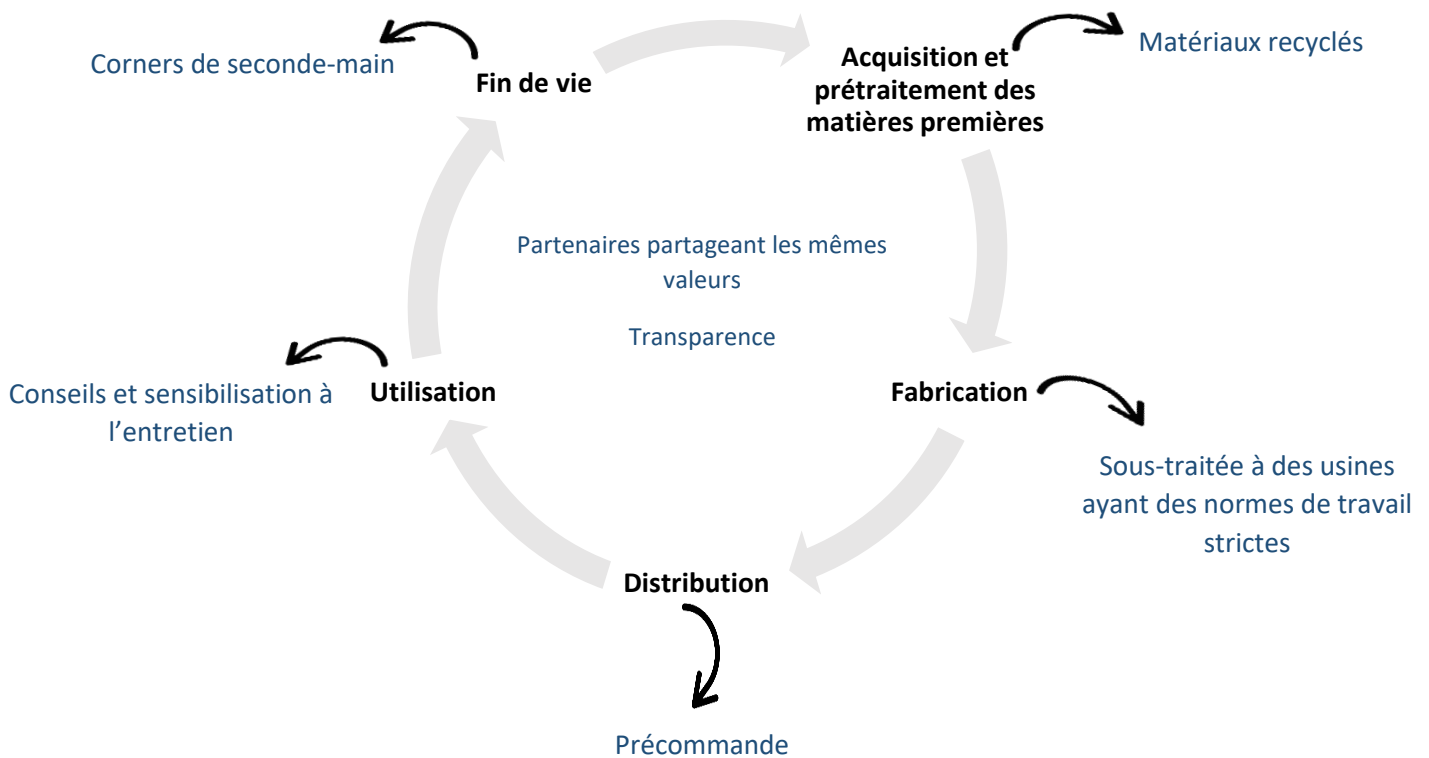 Corners de seconde-main
Fin de vie
Acquisition et
prétraitement des
matières premières
Matériaux recyclés
Partenaires partageant les mêmes
valeurs
Transparence
Conseils et sensibilisation à
l’entretien
Utilisation
Fabrication
Sous-traitée à des usines
ayant des normes de travail
strictes
Distribution
Précommande